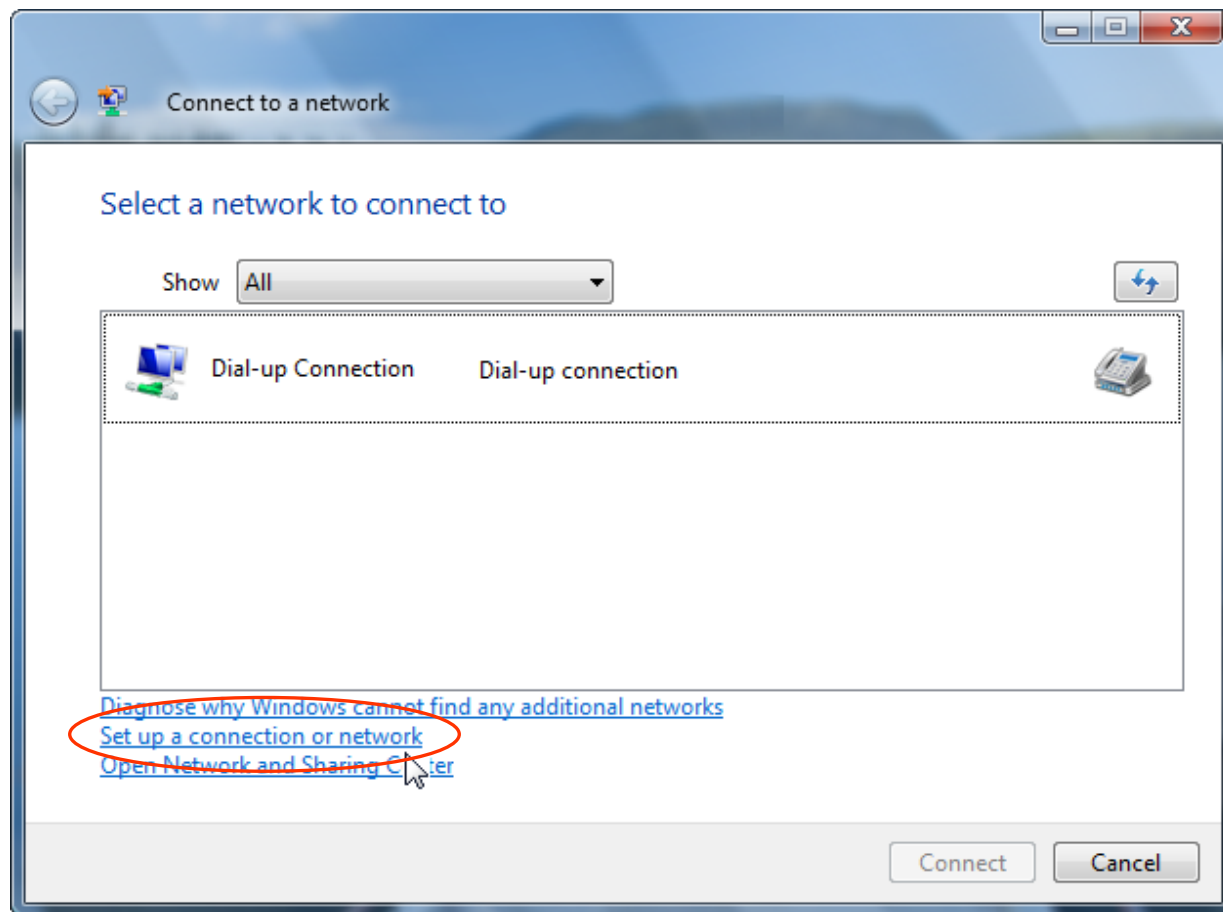 Connect to a network
Select a network to connect to
Show All
Dial-up Connection Dial-up connection
Diagnose why Windows cannot find any additional networks
Set up a connection or network
Open Network and Sharing Center
Connect Cancel